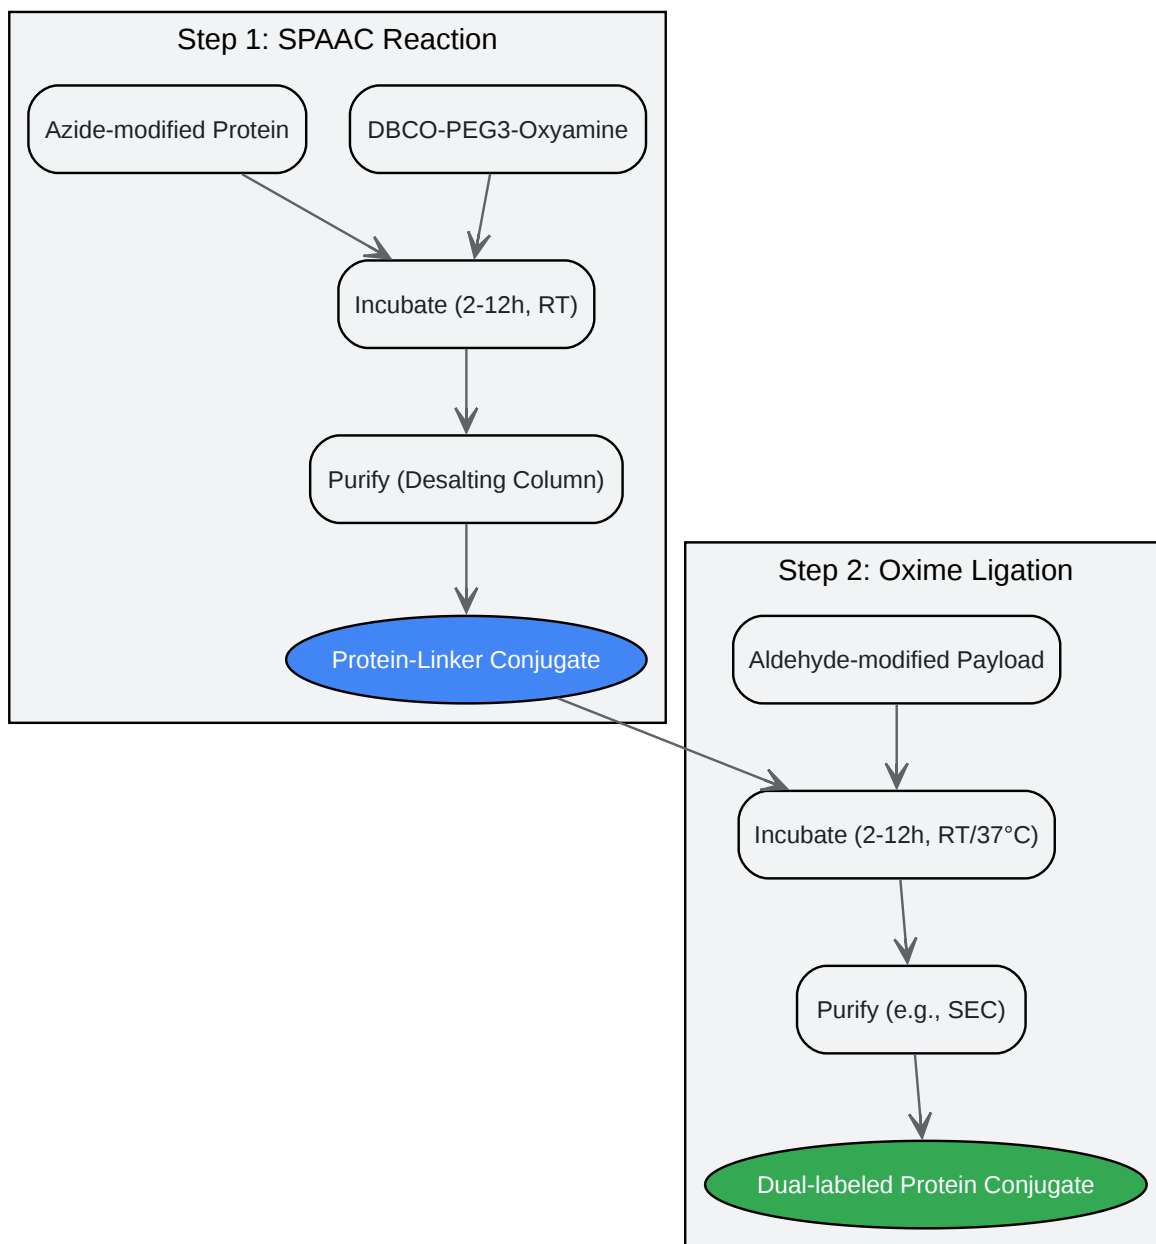 Step 1: SPAAC Reaction
Azide-modified Protein
DBCO-PEG3-Oxyamine
Incubate (2-12h, RT)
Purify (Desalting Column)
Protein-Linker Conjugate
Step 2: Oxime Ligation
Aldehyde-modified Payload
Incubate (2-12h, RT/37°C)
Purify (e.g., SEC)
Dual-labeled Protein Conjugate